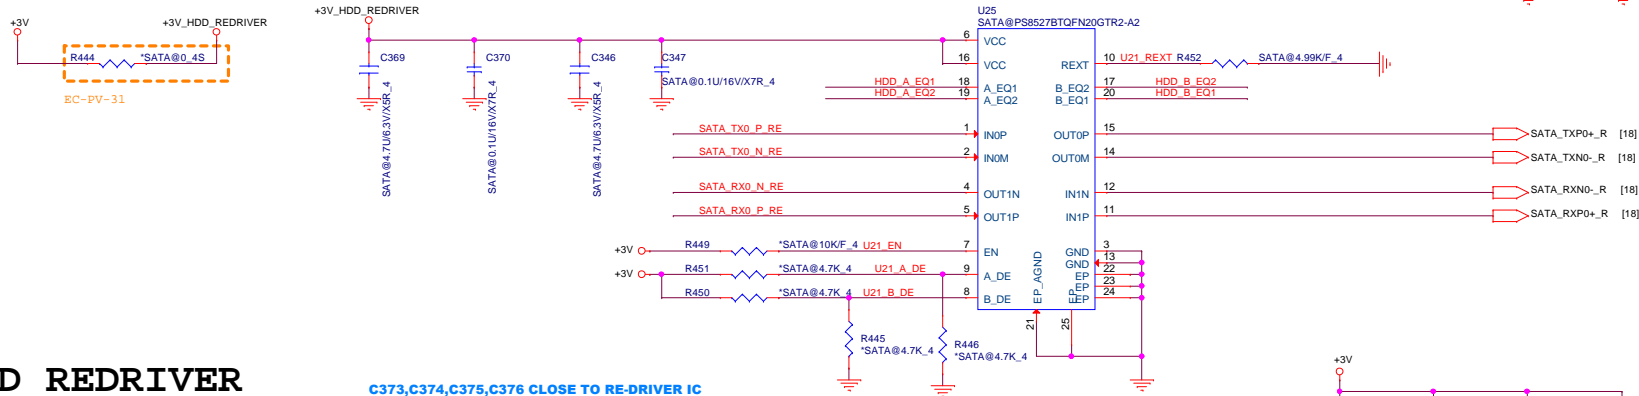 +3V
+3V_HDD_REDRIVER
R444
*SATA@0_4S
EC-PV-31
+3V_HDD_REDRIVER
C369
SATA@4.7U/6.3V/X5R_4
C370
SATA@0.1U/16V/X7R_4
C346
SATA@4.7U/6.3V/X5R_4
C347
SATA@0.1U/16V/X7R_4
U25
SATA@PS8527BTQFN20GTR2-A2
6 VCC
16 VCC
REXT 10 U21_REXT R452 SATA@4.99K/F_4
HDD_A_EQ1 18 A_EQ1
HDD_A_EQ2 19 A_EQ2
B_EQ2 17 HDD_B_EQ2
B_EQ1 20 HDD_B_EQ1
SATA_TX0_P_RE 1 IN0P
OUT0P 15 SATA_TXP0+_R [18]
SATA_TX0_N_RE 2 IN0M
OUT0M 14 SATA_TXN0-_R [18]
SATA_RX0_N_RE 4 OUT1N
IN1N 12 SATA_RXN0-_R [18]
SATA_RX0_P_RE 5 OUT1P
IN1P 11 SATA_RXP0+_R [18]
+3V R449 *SATA@10K/F_4 U21_EN 7 EN
+3V R451 *SATA@4.7K_4 U21_A_DE 9 A_DE
R450 *SATA@4.7K_4 U21_B_DE 8 B_DE
GND 3
GND 13
EP 22
EP 23
EP 24
EP_AGND
21
EP
25
R445
*SATA@4.7K_4
R446
*SATA@4.7K_4
D REDRIVER
C373,C374,C375,C376 CLOSE TO RE-DRIVER IC
+3V